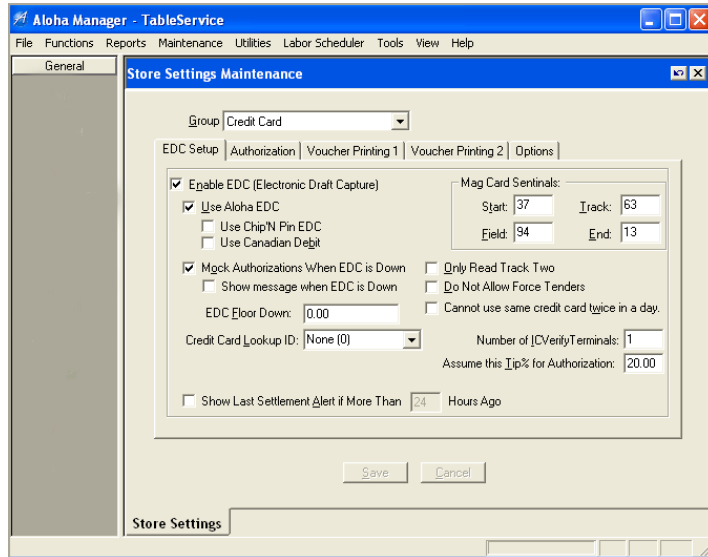 Aloha Manager - TableService
File Functions Reports Maintenance Utilities Labor Scheduler Tools View Help
General
Store Settings Maintenance
Group Credit Card
EDC Setup Authorization Voucher Printing 1 Voucher Printing 2 Options
Enable EDC (Electronic Draft Capture)
Mag Card Sentinals:
Use Aloha EDC
Start: 37 Track: 63
Use Chip'N Pin EDC
Field: 94 End: 13
Use Canadian Debit
Mock Authorizations When EDC is Down
Only Read Track Two
Show message when EDC is Down
Do Not Allow Force Tenders
EDC Floor Down: 0.00
Cannot use same credit card twice in a day.
Credit Card Lookup ID: None (0)
Number of ICVerifyTerminals: 1
Assume this Tip% for Authorization: 20.00
Show Last Settlement Alert if More Than 24 Hours Ago
Save Cancel
Store Settings